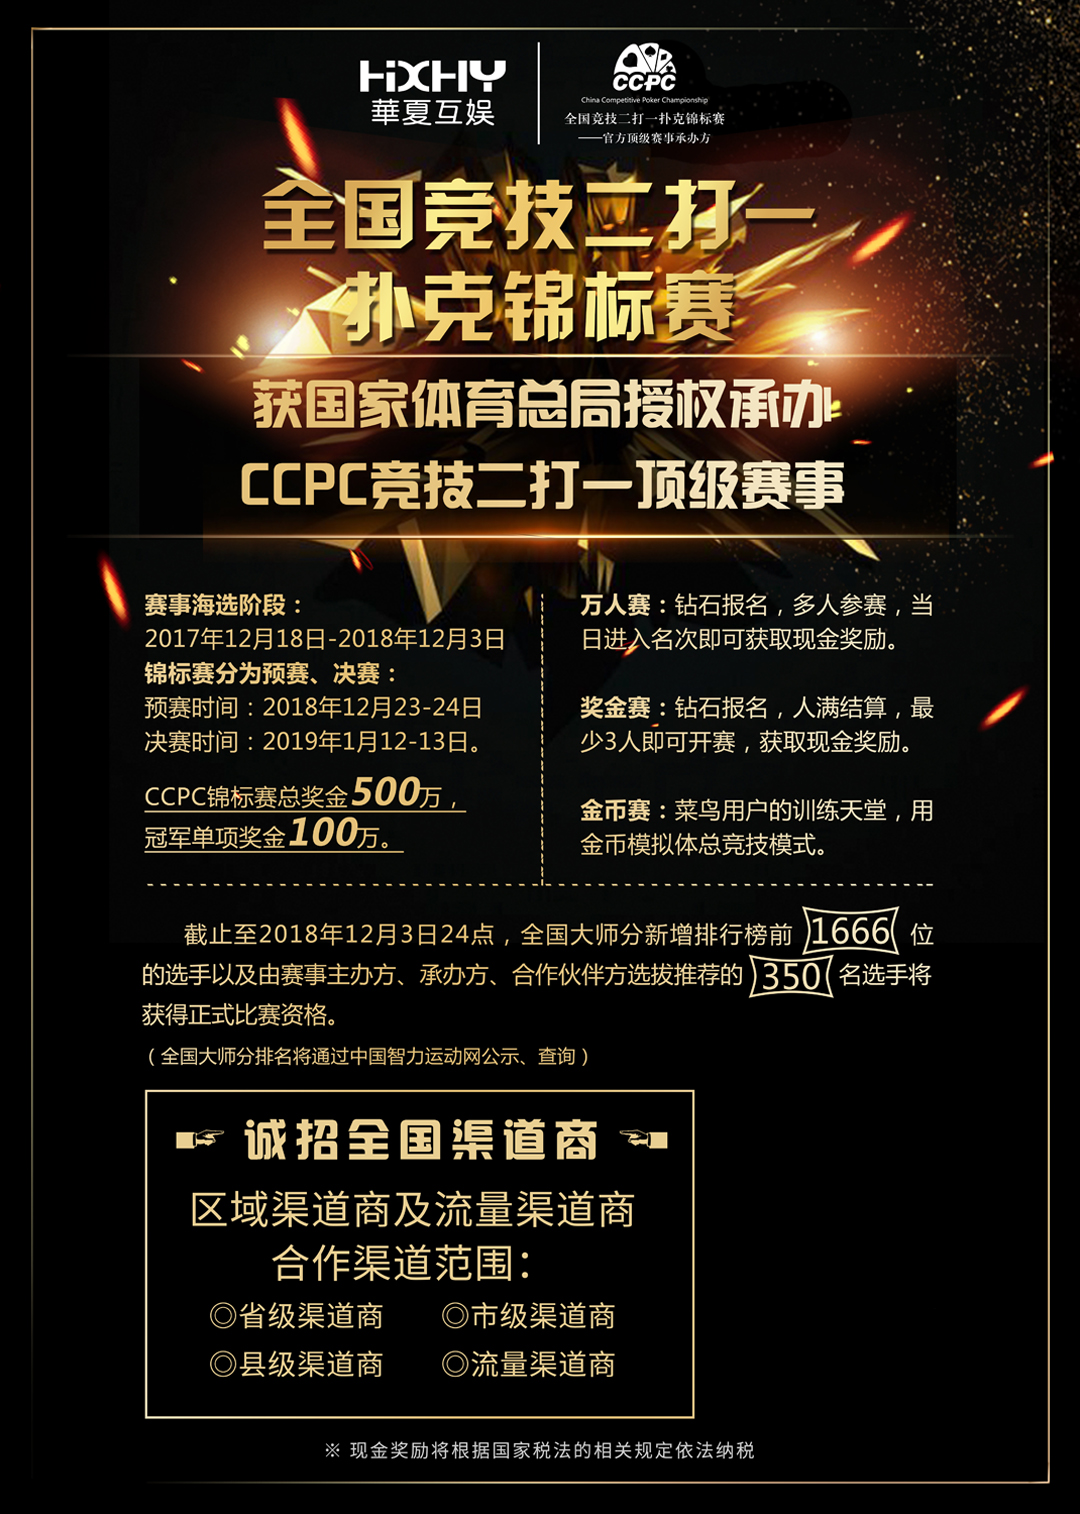 HiXHY
華夏互娱
CCPC
China Competitive Poker Championship
全国竞技二打一扑克锦标赛
——官方顶级赛事承办方
全国竞技二打一
扑克锦标赛
获国家体育总局授权承办
CCPC竞技二打一顶级赛事
赛事海选阶段：
2017年12月18日-2018年12月3日
锦标赛分为预赛、决赛：
预赛时间：2018年12月23-24日
决赛时间：2019年1月12-13日。
CCPC锦标赛总奖金500万，
冠军单项奖金100万。
万人赛：钻石报名，多人参赛，当
日进入名次即可获取现金奖励。
奖金赛：钻石报名，人满结算，最
少3人即可开赛，获取现金奖励。
金币赛：菜鸟用户的训练天堂，用
金币模拟体总竞技模式。
截止至2018年12月3日24点，全国大师分新增排行榜前1666位
的选手以及由赛事主办方、承办方、合作伙伴方选拔推荐的350名选手将
获得正式比赛资格。
（全国大师分排名将通过中国智力运动网公示、查询）
诚招全国渠道商
区域渠道商及流量渠道商
合作渠道范围：
◎省级渠道商 ◎市级渠道商
◎县级渠道商 ◎流量渠道商
※ 现金奖励将根据国家税法的相关规定依法纳税